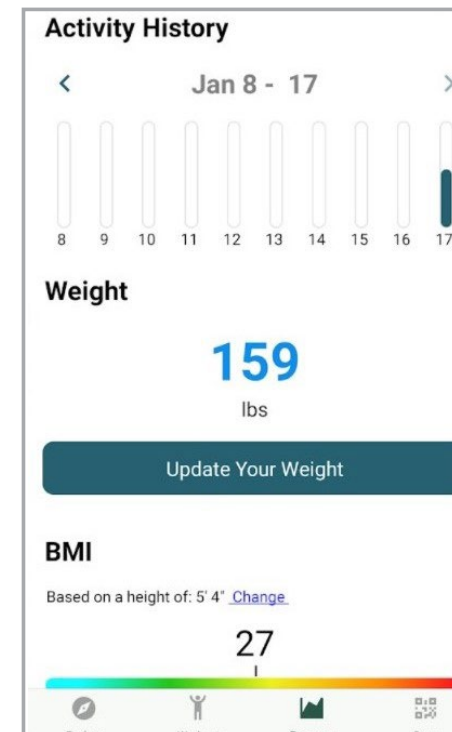 Activity History
Jan 8 - 17
8 9 10 11 12 13 14 15 16 17
Weight
159
lbs
Update Your Weight
BMI
Based on a height of: 5' 4" Change
27